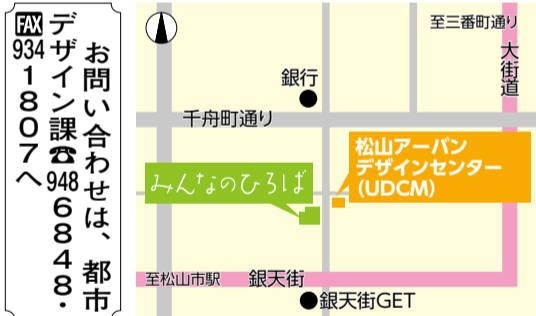 お問い合わせは、都市
デザイン課☎948 6848・
FAX 934 1807へ
至三番町通り
大街道
銀行
千舟町通り
松山アーバン
デザインセンター
(UDCM)
みんなのひろば
至松山市駅
銀天街
銀天街GET